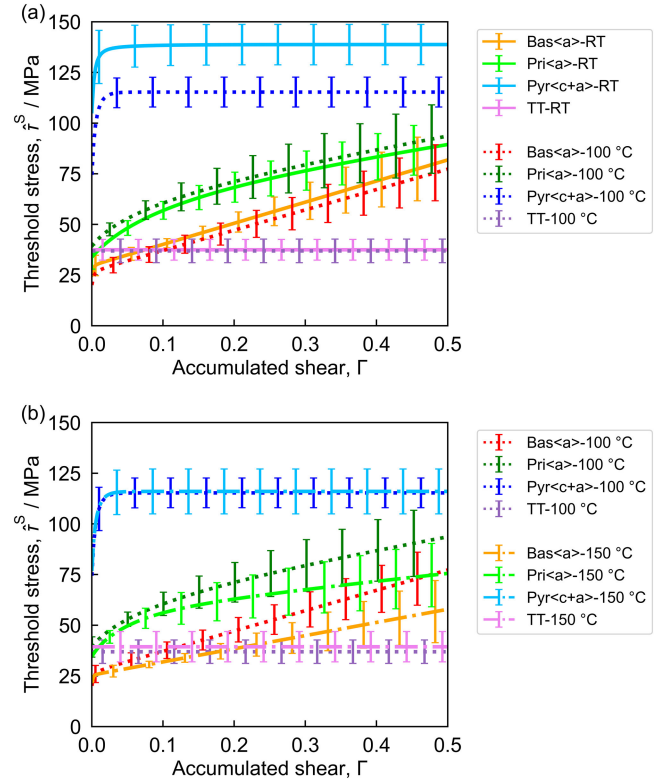 (a)
150
125
100
75
50
25
0
0.0
0.1
0.2
0.3
0.4
0.5
Threshold stress, τ̂ˢ / MPa
Accumulated shear, Γ
Bas<a>-RT
Pri<a>-RT
Pyr<c+a>-RT
TT-RT
Bas<a>-100 °C
Pri<a>-100 °C
Pyr<c+a>-100 °C
TT-100 °C
(b)
150
125
100
75
50
25
0
0.0
0.1
0.2
0.3
0.4
0.5
Threshold stress, τ̂ˢ / MPa
Accumulated shear, Γ
Bas<a>-100 °C
Pri<a>-100 °C
Pyr<c+a>-100 °C
TT-100 °C
Bas<a>-150 °C
Pri<a>-150 °C
Pyr<c+a>-150 °C
TT-150 °C